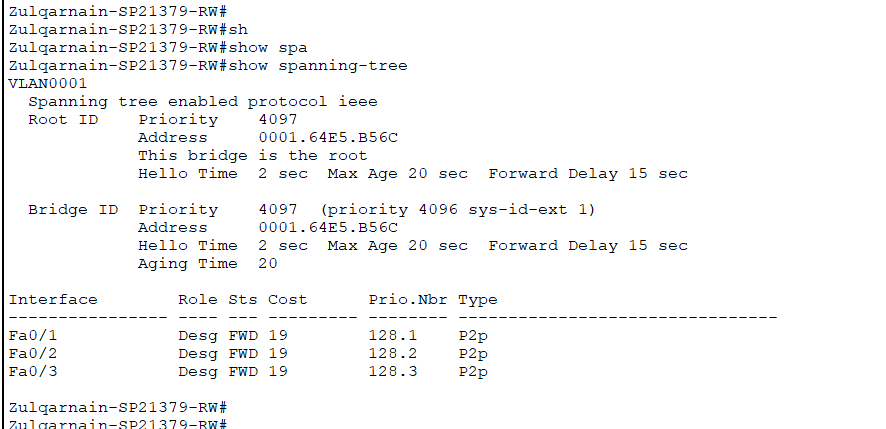 Zulqarnain-SP21379-RW#
Zulqarnain-SP21379-RW#sh
Zulqarnain-SP21379-RW#show spa
Zulqarnain-SP21379-RW#show spanning-tree
VLAN0001
  Spanning tree enabled protocol ieee
  Root ID    Priority    4097
             Address     0001.64E5.B56C
             This bridge is the root
             Hello Time  2 sec  Max Age 20 sec  Forward Delay 15 sec

  Bridge ID  Priority    4097  (priority 4096 sys-id-ext 1)
             Address     0001.64E5.B56C
             Hello Time  2 sec  Max Age 20 sec  Forward Delay 15 sec
             Aging Time  20

Interface        Role Sts Cost      Prio.Nbr Type
---------------- ---- --- --------- -------- --------------------------------
Fa0/1            Desg FWD 19        128.1    P2p
Fa0/2            Desg FWD 19        128.2    P2p
Fa0/3            Desg FWD 19        128.3    P2p

Zulqarnain-SP21379-RW#
Zulqarnain-SP21379-RW#